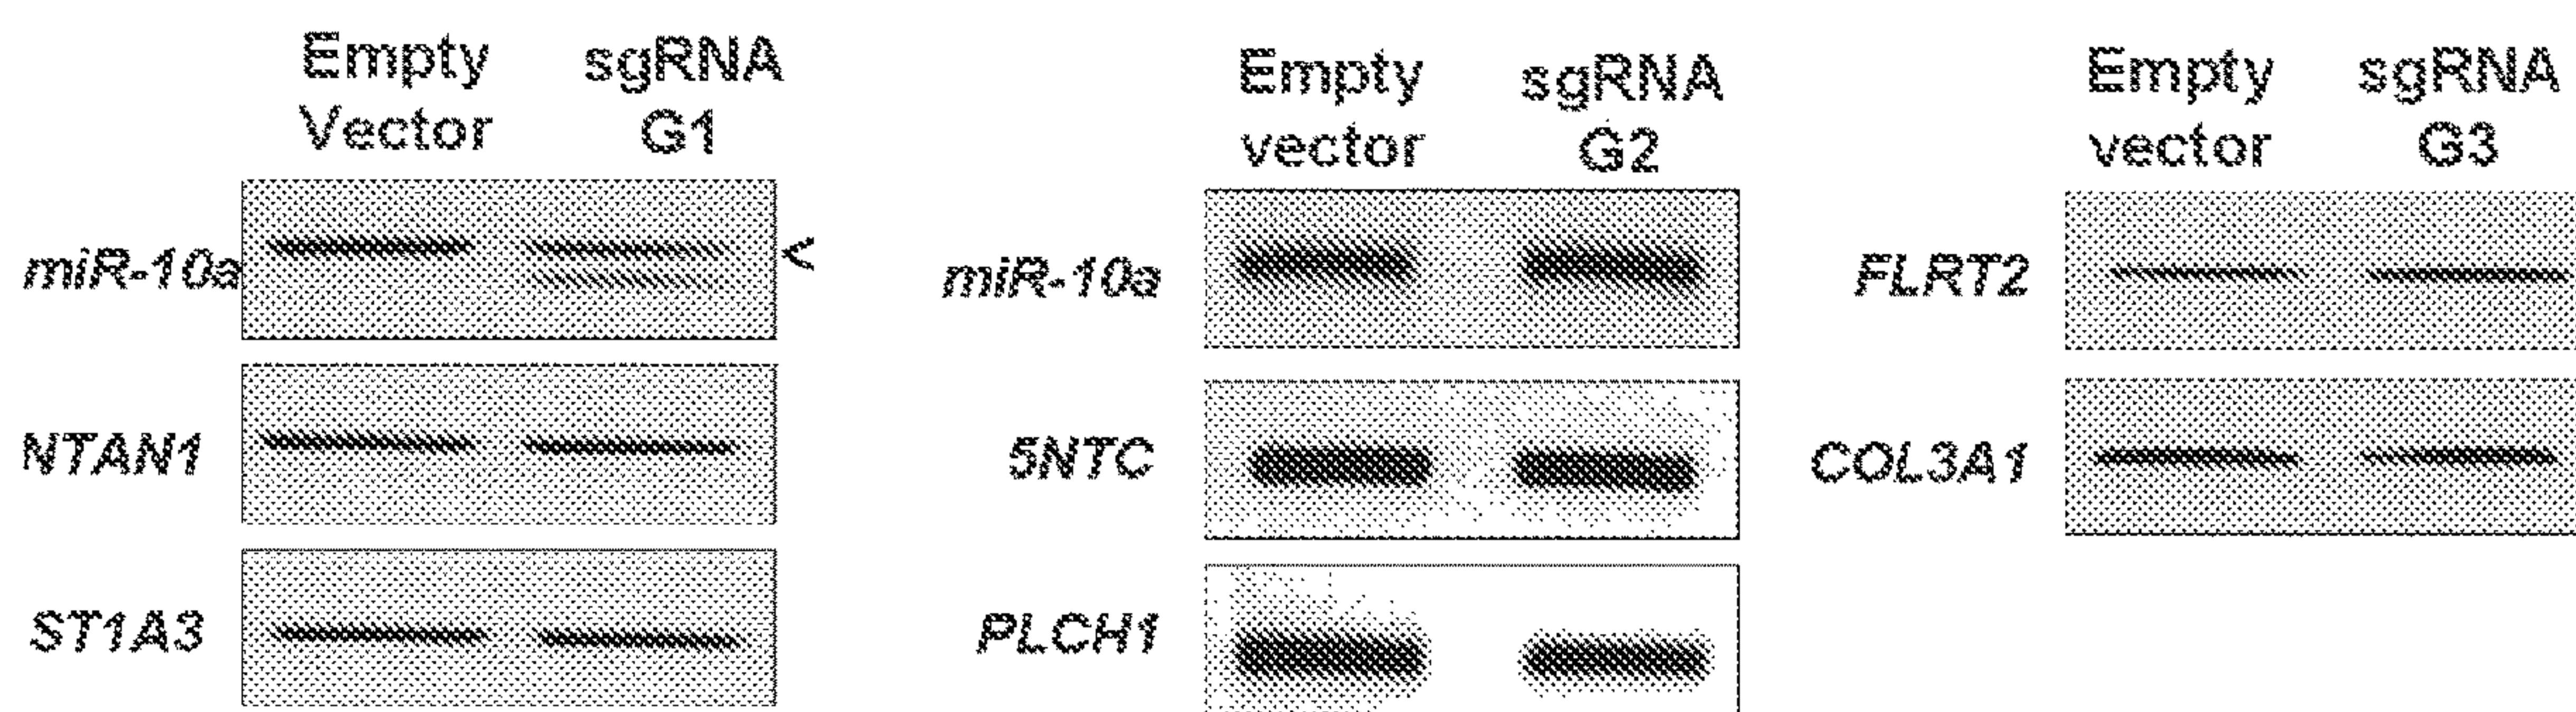 Empty sgRNA
Vector G1
miR-10a <
NTAN1
ST1A3
Empty sgRNA
vector G2
miR-10a
5NTC
PLCH1
Empty sgRNA
vector G3
FLRT2
COL3A1